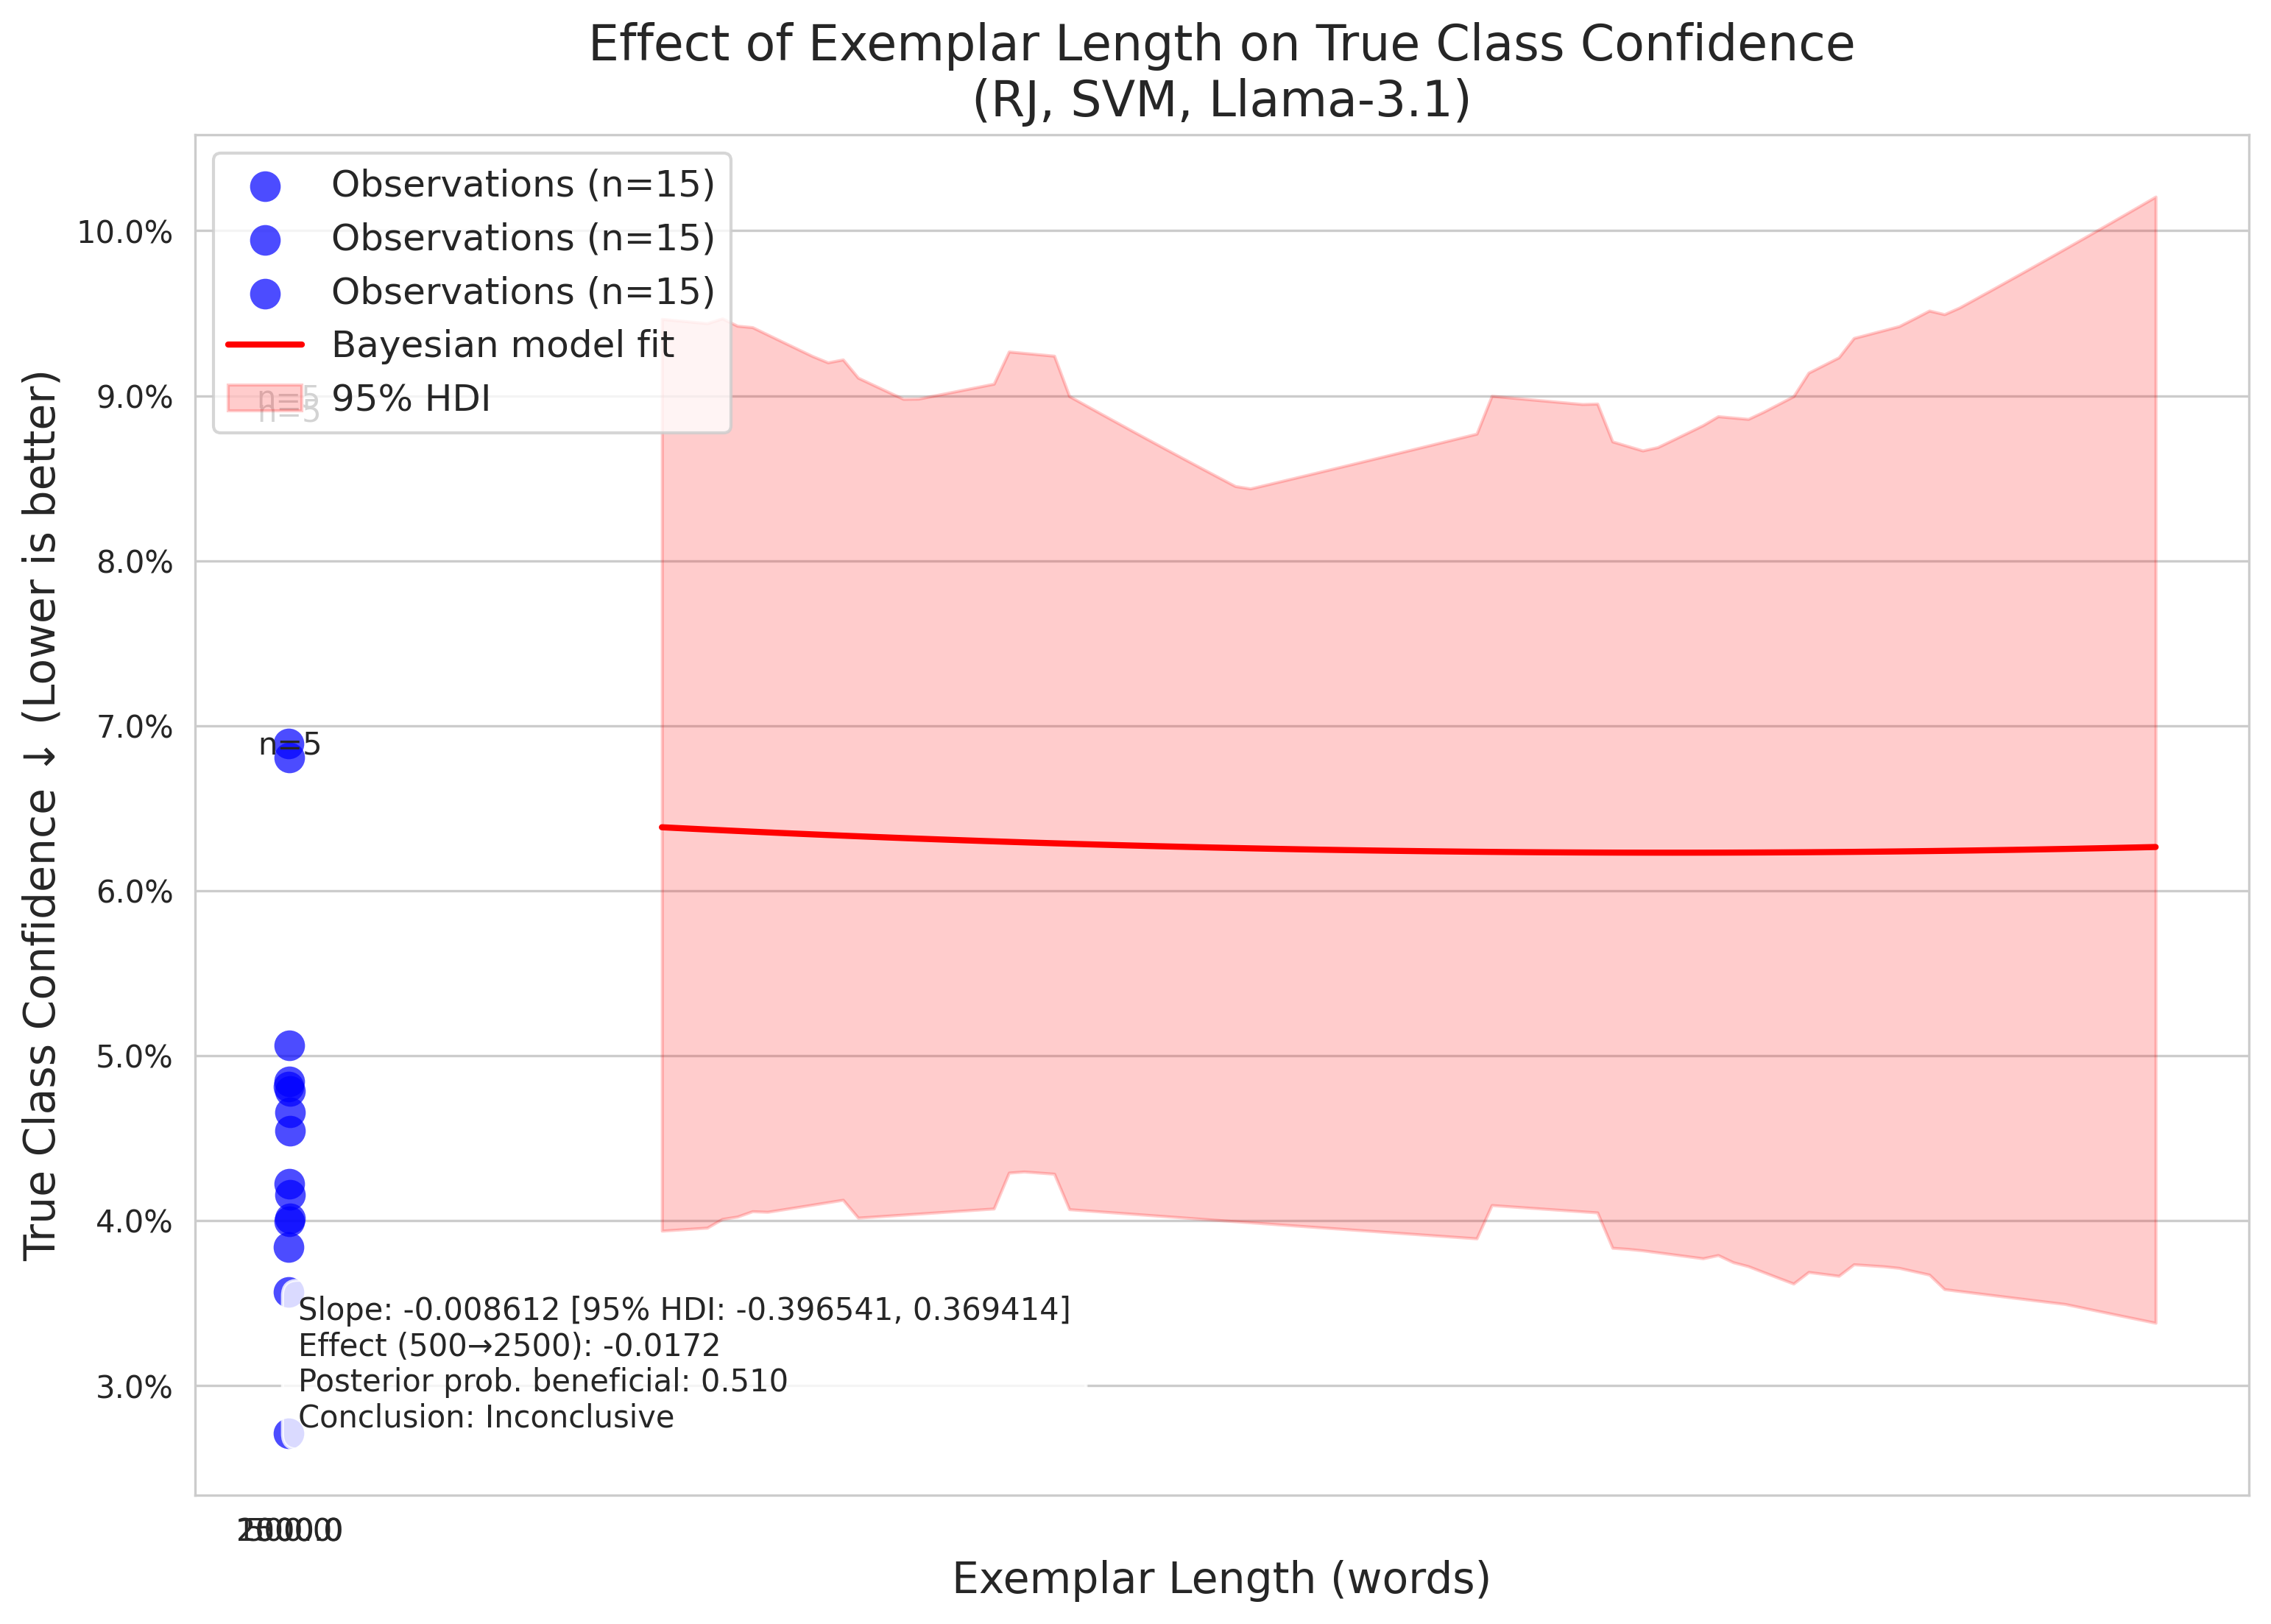 Effect of Exemplar Length on True Class Confidence
(RJ, SVM, Llama-3.1)
True Class Confidence ↓ (Lower is better)
Observations (n=15)
Observations (n=15)
Observations (n=15)
Bayesian model fit
95% HDI
10.0%
9.0%
8.0%
7.0%
6.0%
5.0%
4.0%
3.0%
n=5
n=5
n=5
Slope: -0.008612 [95% HDI: -0.396541, 0.369414]
Effect (500→2500): -0.0172
Posterior prob. beneficial: 0.510
Conclusion: Inconclusive
Exemplar Length (words)